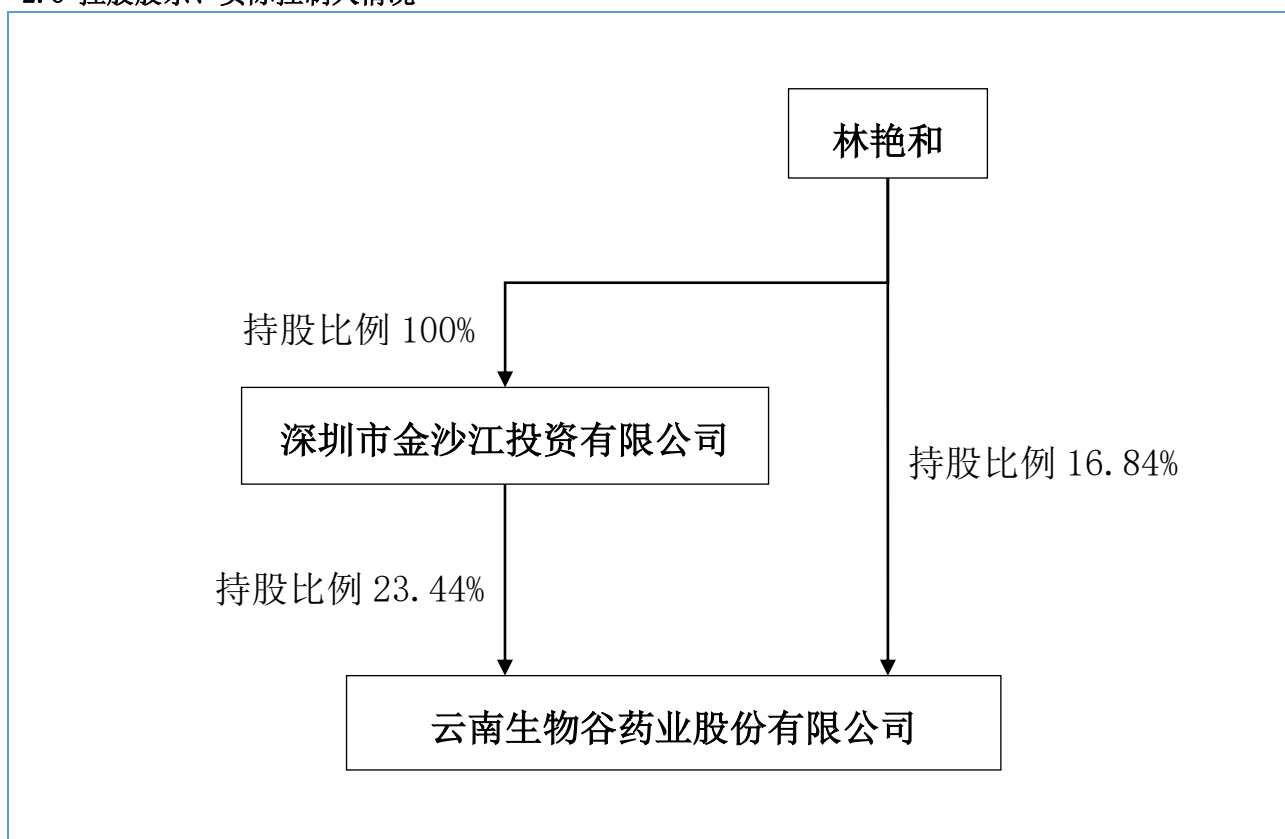 林艳和
持股比例 100%
深圳市金沙江投资有限公司
持股比例 16.84%
持股比例 23.44%
云南生物谷药业股份有限公司